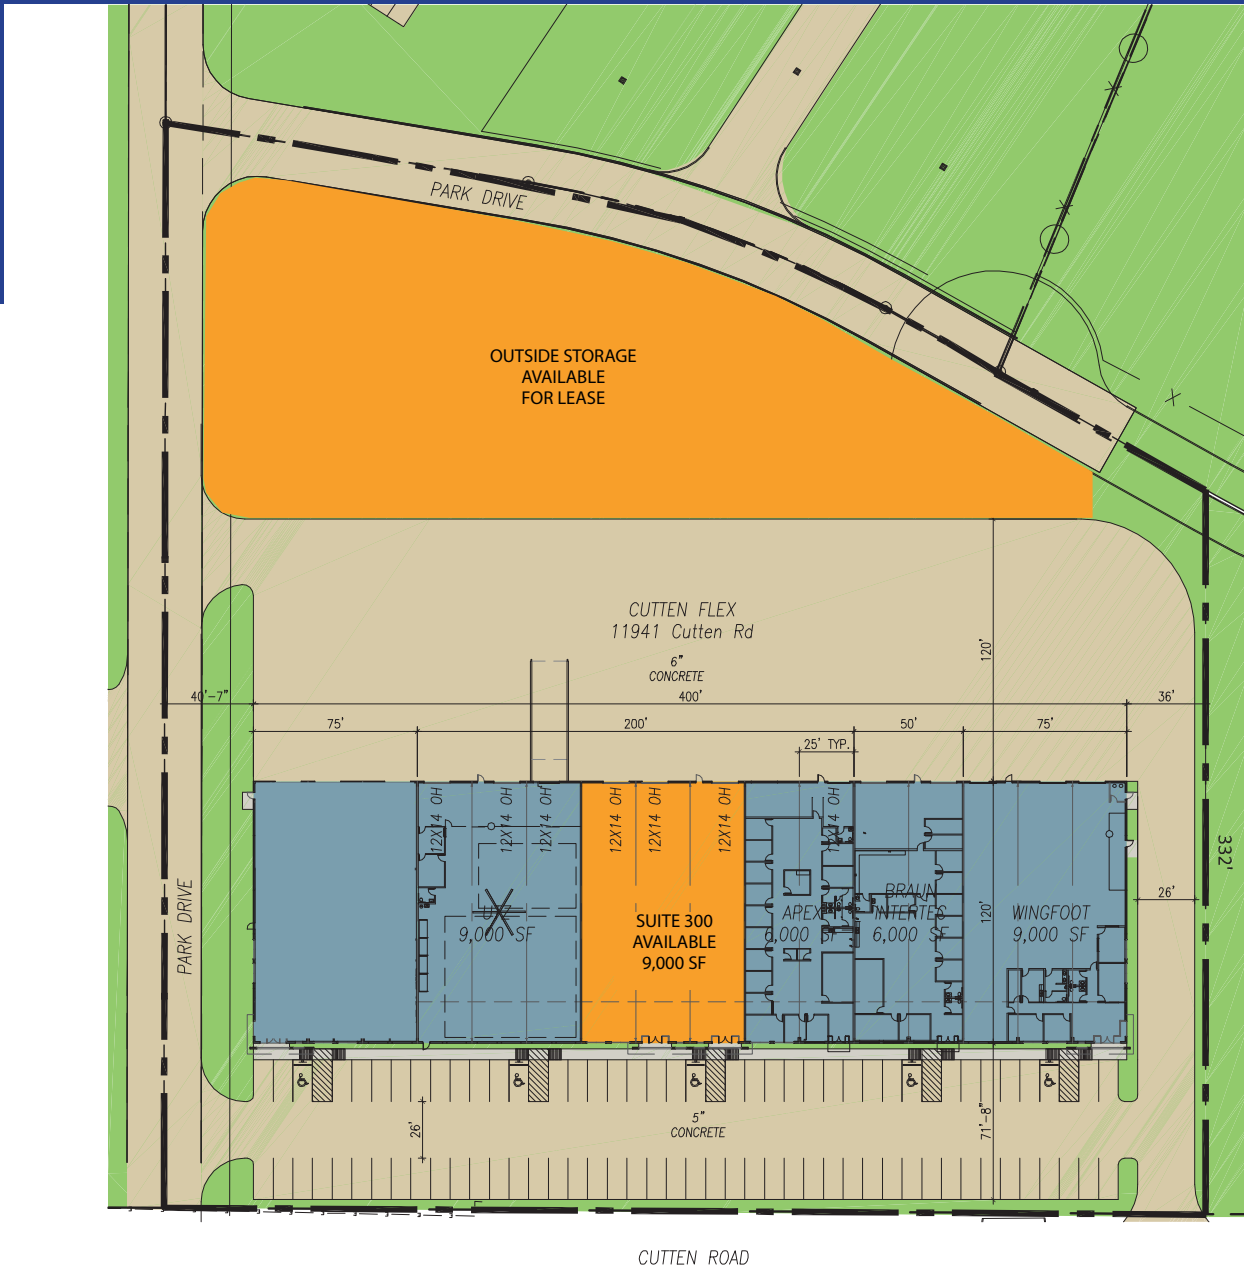 PARK DRIVE
OUTSIDE STORAGE
AVAILABLE
FOR LEASE
CUTTEN FLEX
11941 Cutten Rd
6"
CONCRETE
120'
40'-7"
400'
36'
75'
200'
50'
75'
25' TYP.
12X14 OH
12X14 OH
12X14 OH
12X14 OH
12X14 OH
12X14 OH
12X14 OH
332'
PARK DRIVE
9,000 SF
SUITE 300
AVAILABLE
9,000 SF
APEX
6,000 SF
BRAUN
INTERTES
6,000 SF
120'
WINGFOOT
9,000 SF
26'
26'
5"
CONCRETE
71'-8"
CUTTEN ROAD